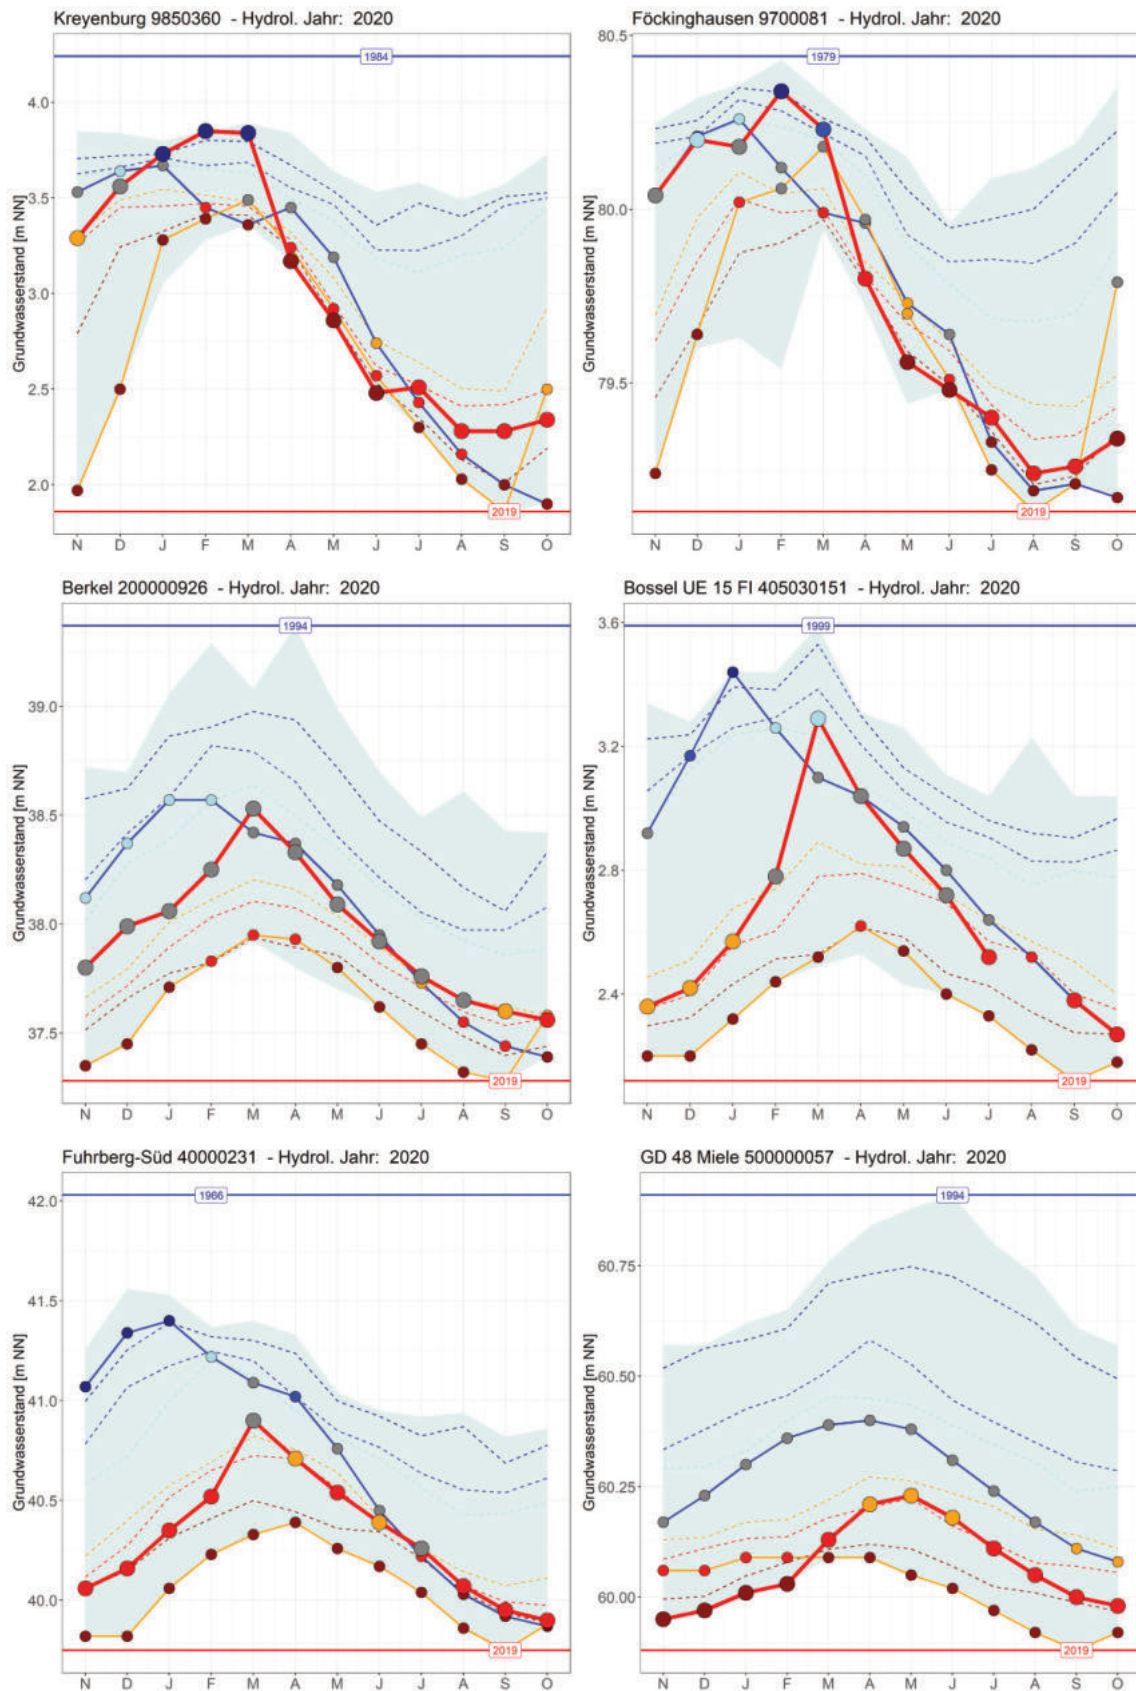 Kreyenburg 9850360 - Hydrol. Jahr: 2020
Grundwasserstand [m NN]
1984
4.0
3.5
3.0
2.5
2.0
2019
N D J F M A M J J A S O
Föckinghausen 9700081 - Hydrol. Jahr: 2020
Grundwasserstand [m NN]
80.5
1979
80.0
79.5
2019
N D J F M A M J J A S O
Berkel 200000926 - Hydrol. Jahr: 2020
Grundwasserstand [m NN]
1994
39.0
38.5
38.0
37.5
2019
N D J F M A M J J A S O
Bossel UE 15 FI 405030151 - Hydrol. Jahr: 2020
Grundwasserstand [m NN]
3.6
1999
3.2
2.8
2.4
2019
N D J F M A M J J A S O
Fuhrberg-Süd 40000231 - Hydrol. Jahr: 2020
Grundwasserstand [m NN]
42.0
1966
41.5
41.0
40.5
40.0
2019
N D J F M A M J J A S O
GD 48 Miele 500000057 - Hydrol. Jahr: 2020
Grundwasserstand [m NN]
1994
60.75
60.50
60.25
60.00
2019
N D J F M A M J J A S O